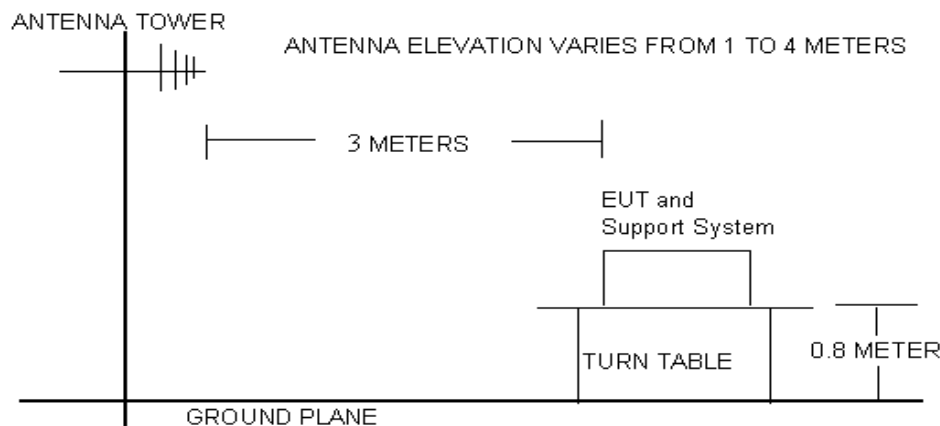 ANTENNA TOWER
ANTENNA ELEVATION VARIES FROM 1 TO 4 METERS
3 METERS
EUT and
Support System
TURN TABLE
0.8 METER
GROUND PLANE